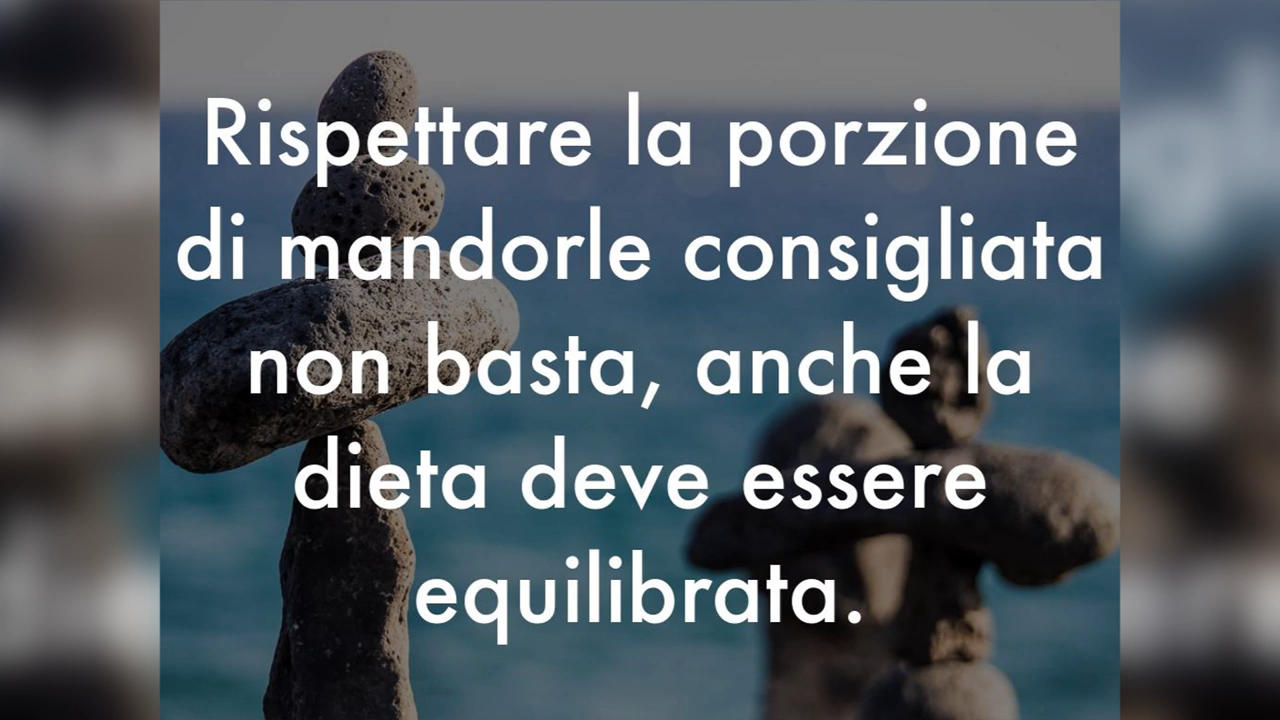 Rispettare la porzione
di mandorle consigliata
non basta, anche la
dieta deve essere
equilibrata.